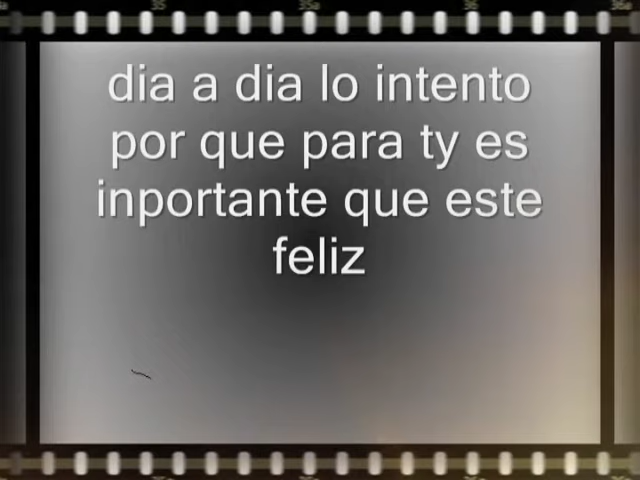 dia a dia lo intento
por que para ty es
inportante que este
feliz